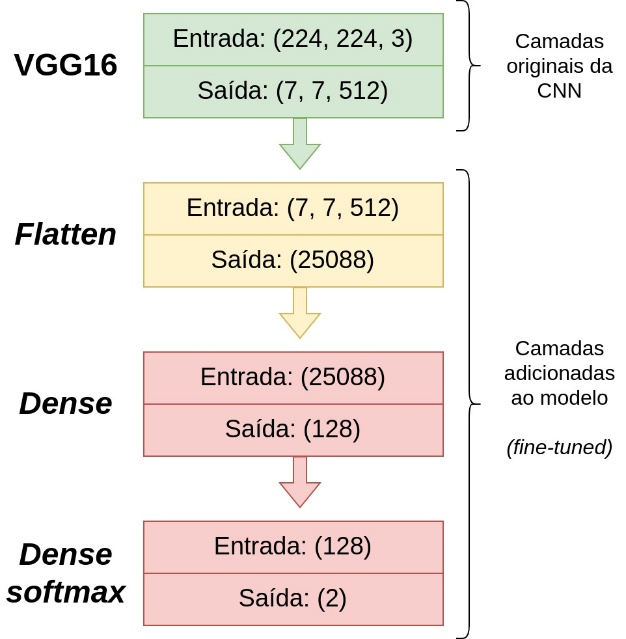 VGG16
Entrada: (224, 224, 3)
Saída: (7, 7, 512)
Camadas
originais da
CNN
Flatten
Entrada: (7, 7, 512)
Saída: (25088)
Dense
Entrada: (25088)
Saída: (128)
Camadas
adicionadas
ao modelo
(fine-tuned)
Dense
softmax
Entrada: (128)
Saída: (2)